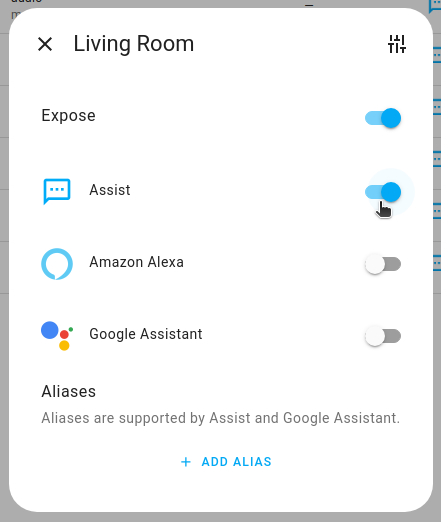 Living Room
Expose
Assist
Amazon Alexa
Google Assistant
Aliases
Aliases are supported by Assist and Google Assistant.
+ ADD ALIAS